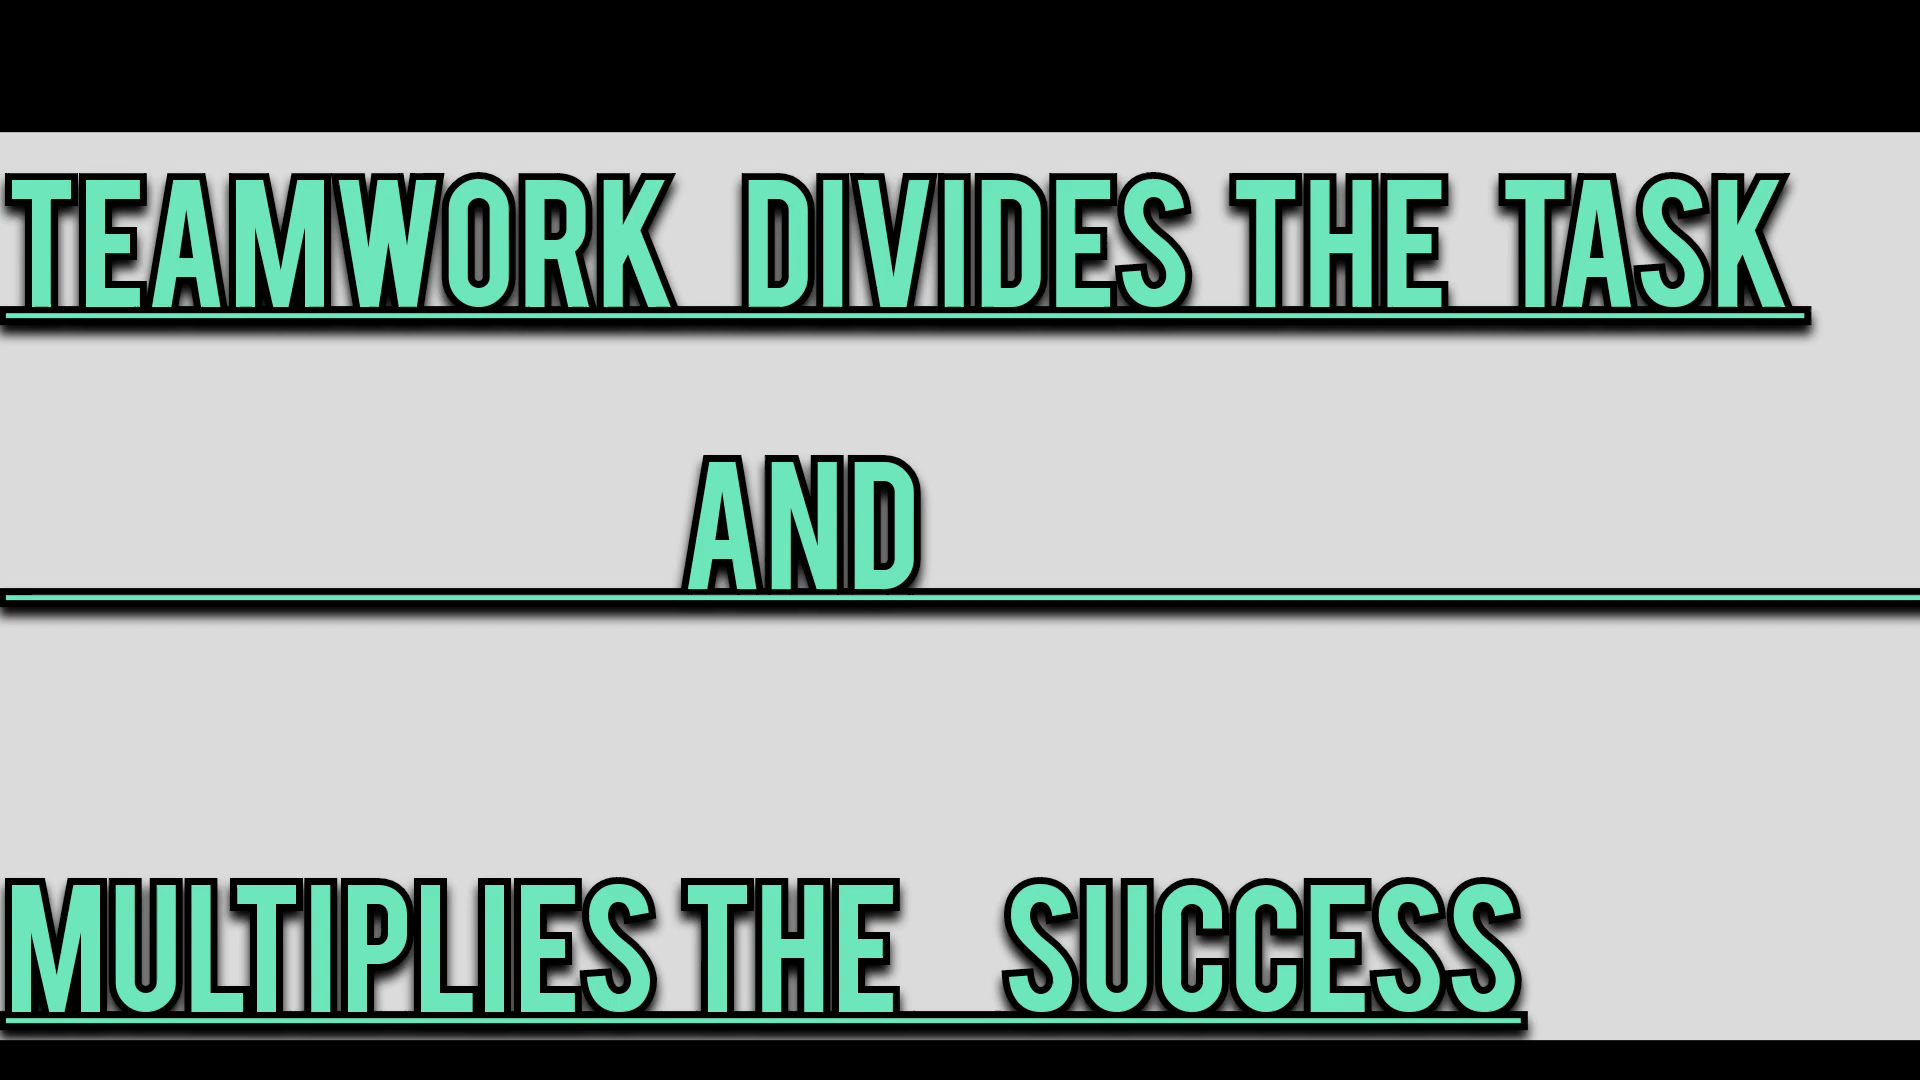 TEAMWORK DIVIDES THE TASK
AND
MULTIPLIES THE SUCCESS